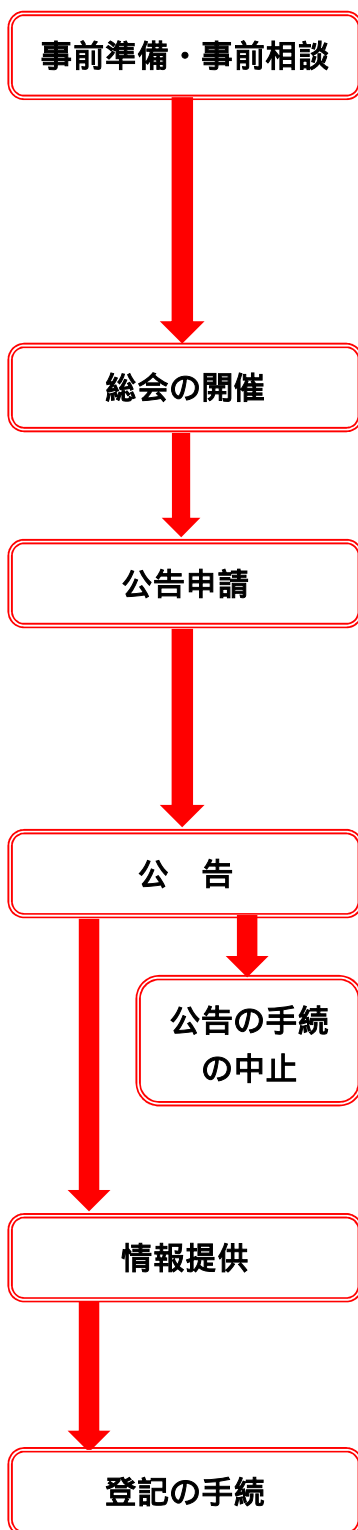 事前準備・事前相談
総会の開催
公告申請
公　告
公告の手続
の中止
情報提供
登記の手続